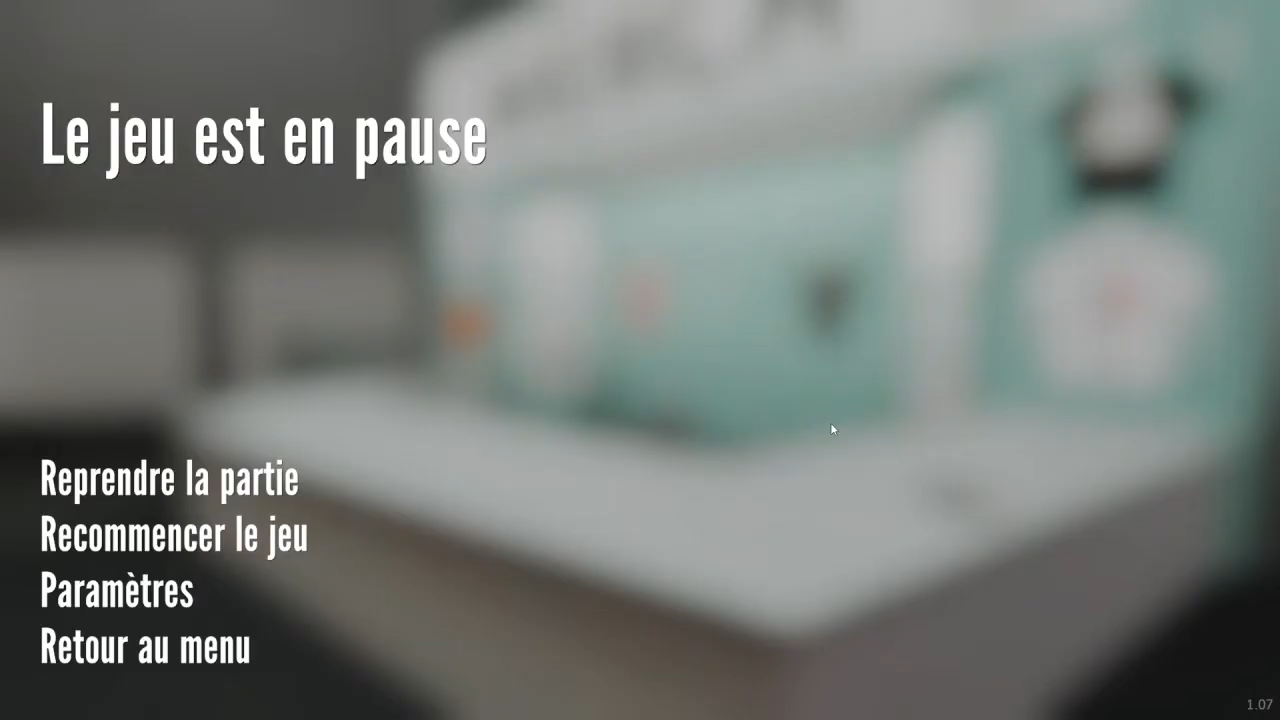 Le jeu est en pause
Reprendre la partie
Recommencer le jeu
Paramètres
Retour au menu
1.07